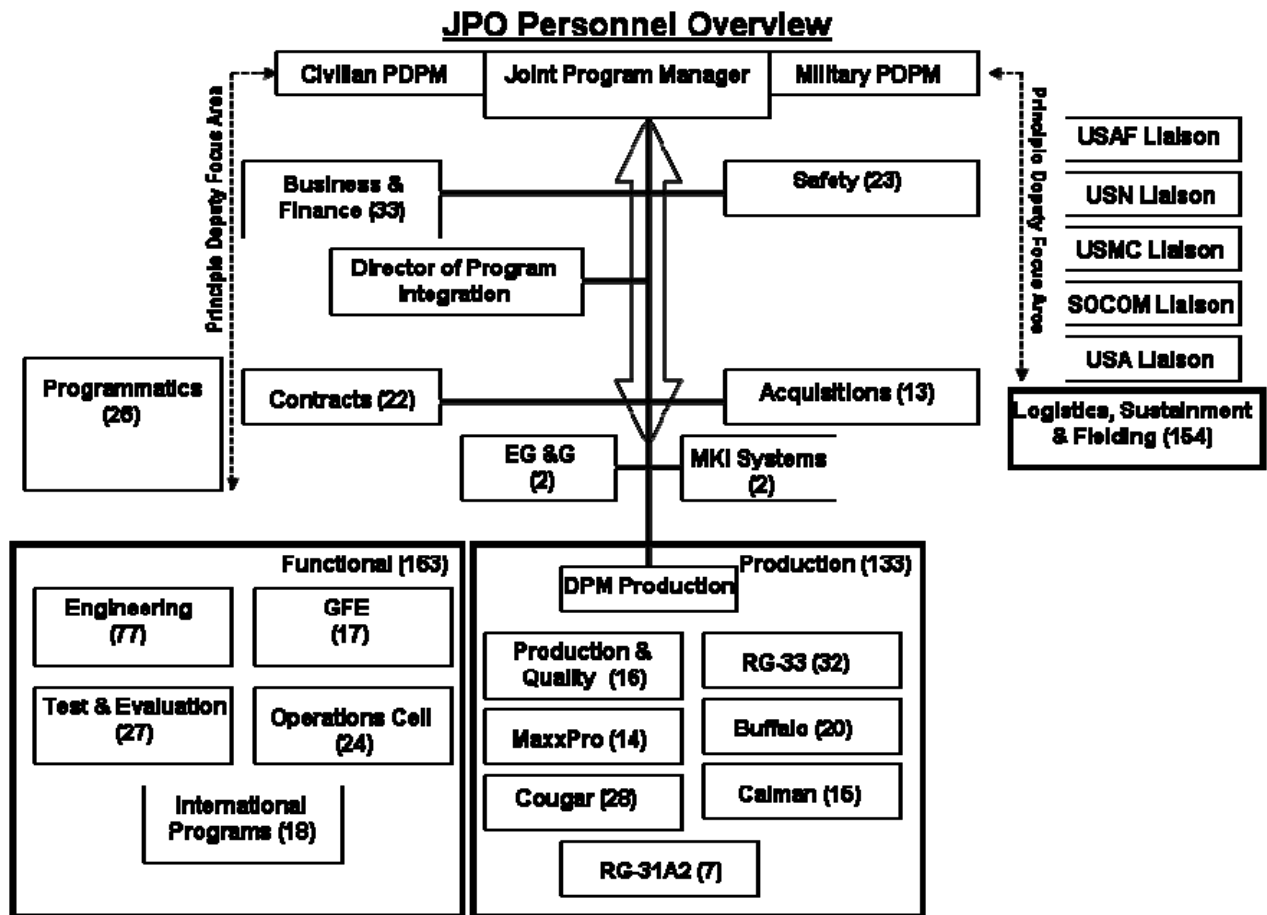 JPO Personnel Overview
Civilian PDPM
Joint Program Manager
Military PDPM
Principle Deputy Focus Area
Principle Deputy Focus Area
USAF Liaison
USN Liaison
USMC Liaison
SOCOM Liaison
USA Liaison
Business &
Finance (33)
Safety (23)
Director of Program
Integration
Programmatics
(26)
Contracts (22)
Acquisitions (13)
Logistics, Sustainment
& Fielding (154)
EG &G
(2)
MKI Systems
(2)
Functional (163)
Engineering
(77)
GFE
(17)
Test & Evaluation
(27)
Operations Cell
(24)
International
Programs (18)
Production (133)
DPM Production
Production &
Quality (16)
RG-33 (32)
MaxxPro (14)
Buffalo (20)
Cougar (28)
Caiman (15)
RG-31A2 (7)